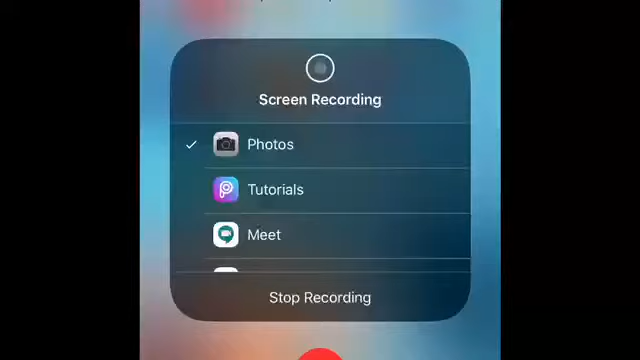 Screen Recording
Photos
Tutorials
Meet
Stop Recording